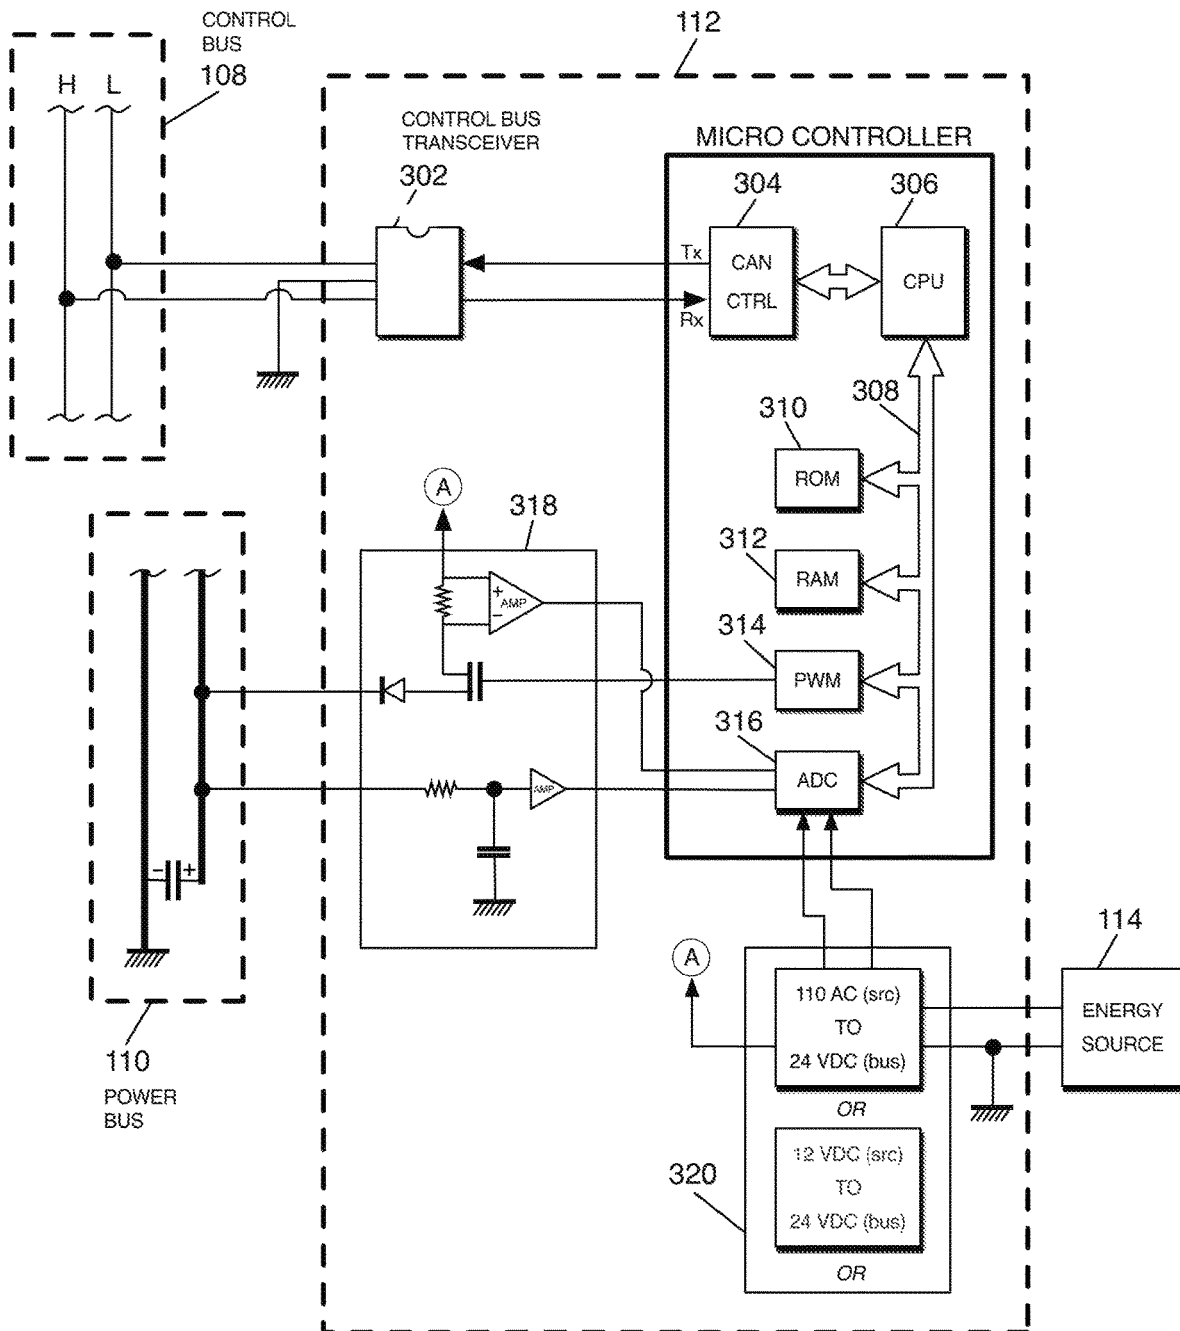 CONTROL
BUS
108
H L
112
CONTROL BUS
TRANSCEIVER
302
MICRO CONTROLLER
304
306
Tx
Rx
CAN
CTRL
CPU
308
310
ROM
312
RAM
314
PWM
316
ADC
A
318
+
AMP
−
AMP
− +
110
POWER
BUS
A
110 AC (src)
TO
24 VDC (bus)
OR
12 VDC (src)
TO
24 VDC (bus)
OR
320
114
ENERGY
SOURCE